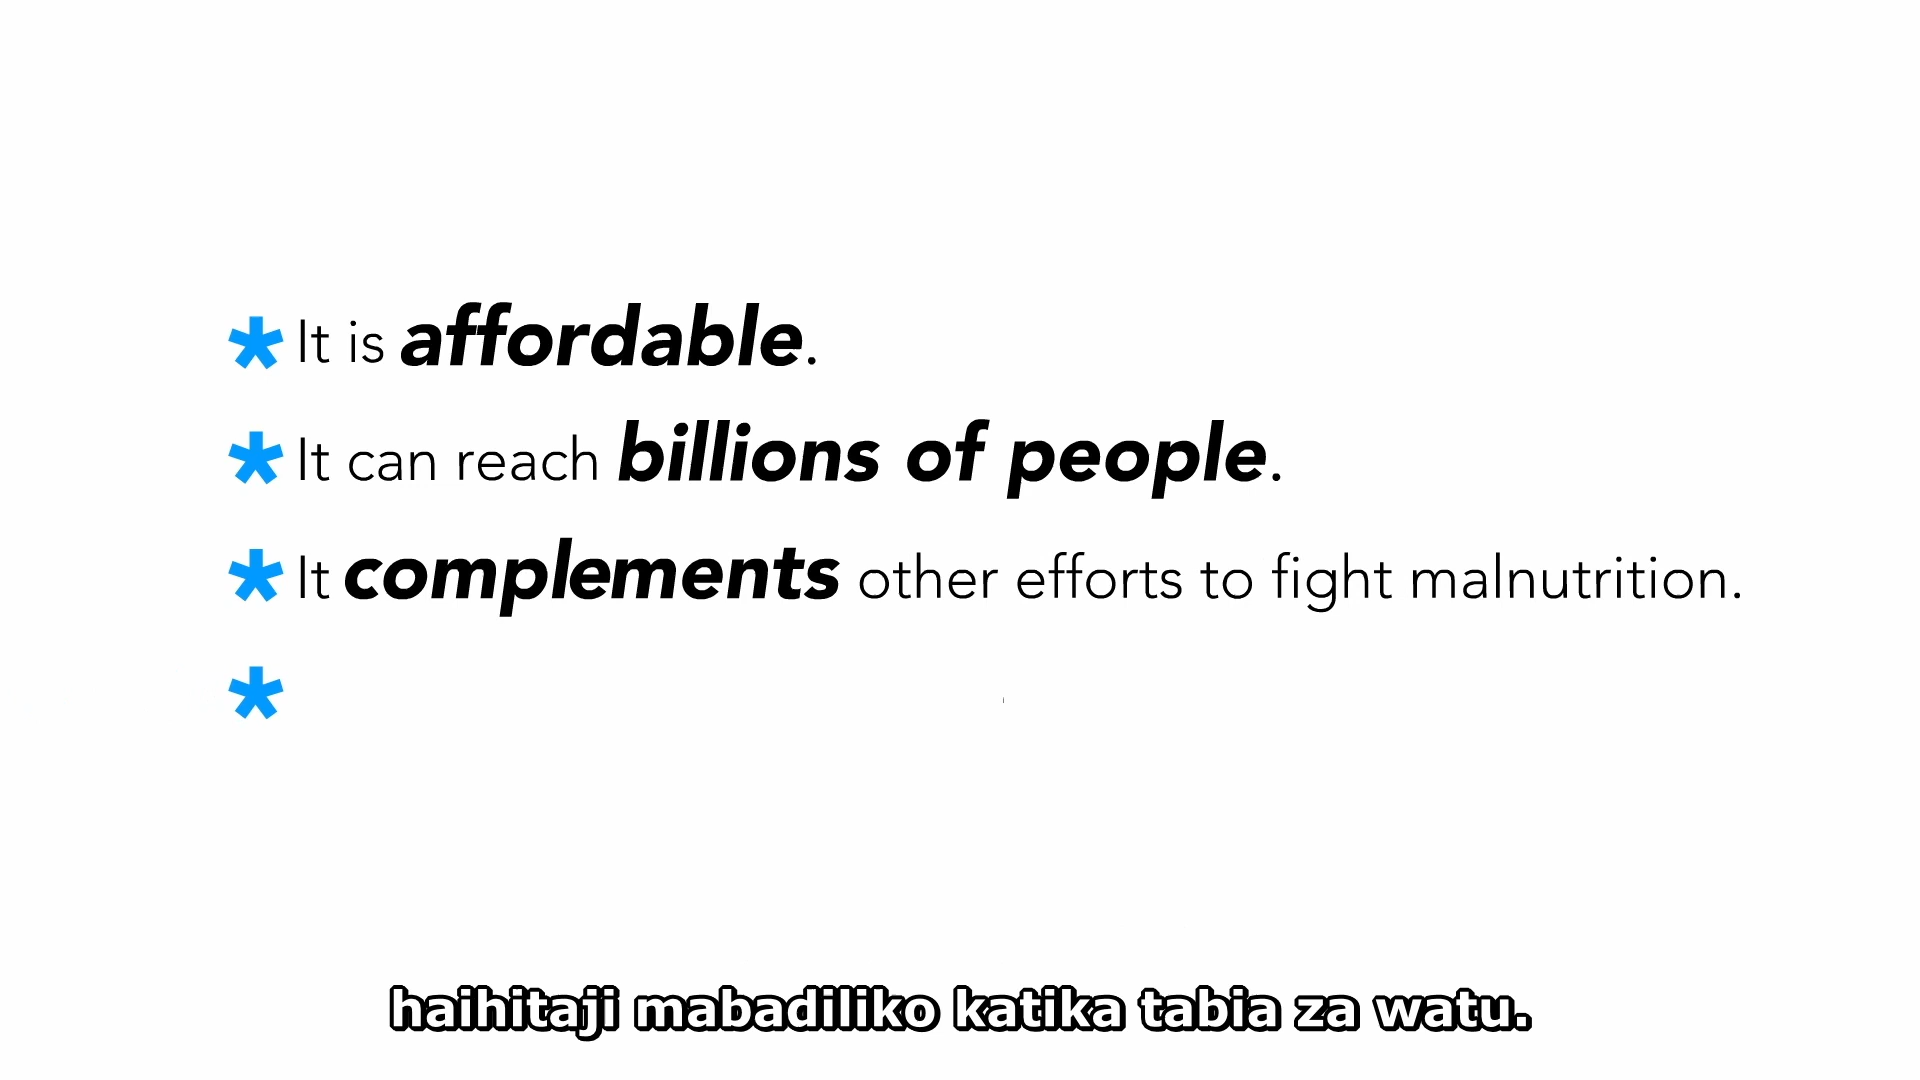 * It is affordable.
* It can reach billions of people.
* It complements other efforts to fight malnutrition.
*
haihitaji mabadiliko katika tabia za watu.